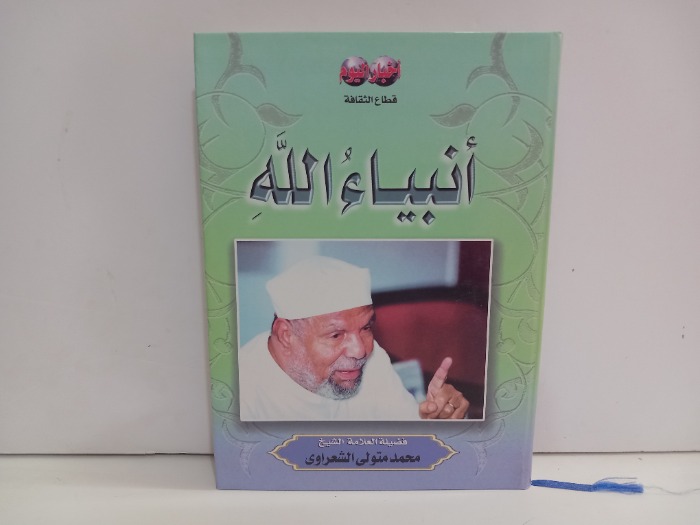 أخبار اليوم
قطاع الثقافة
أنبياءُ اللَّهِ
فضيلة العلامة الشيخ
محمد متولى الشعراوى